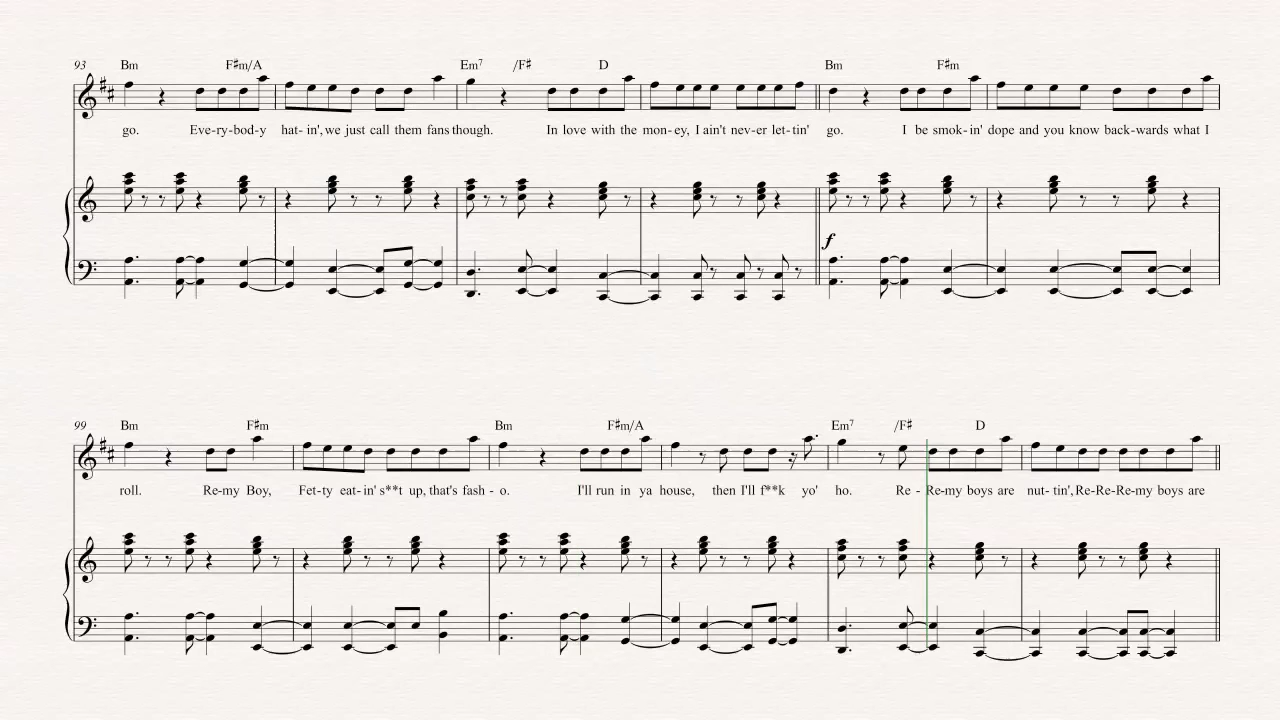 93 Bm F♯m/A Em7 /F♯ D Bm F♯m
go. Eve-ry-bod-y hat-in', we just call them fans though. In love with the mon-ey, I ain't nev-er let-tin' go. I be smok-in' dope and you know back-wards what I
f
99 Bm F♯m Bm F♯m/A Em7 /F♯ D
roll. Re-my Boy, Fet-ty eat-in' s**t up, that's fash-o. I'll run in ya house, then I'll f**k yo' ho. Re-Re-my boys are nut-tin', Re-Re-Re-my boys are